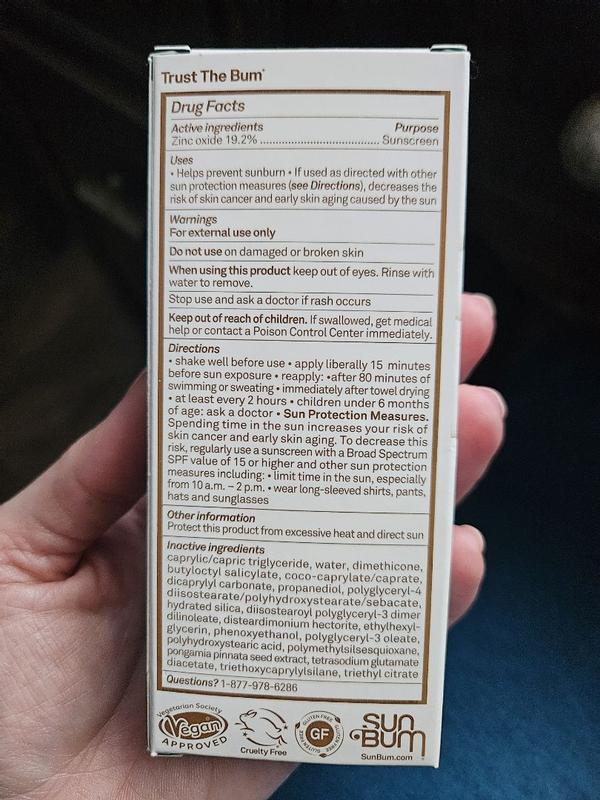 Trust The Bum®
Drug Facts
Active ingredients Purpose
Zinc oxide 19.2% .................................... Sunscreen
Uses
• Helps prevent sunburn • If used as directed with other
sun protection measures (see Directions), decreases the
risk of skin cancer and early skin aging caused by the sun
Warnings
For external use only
Do not use on damaged or broken skin
When using this product keep out of eyes. Rinse with
water to remove.
Stop use and ask a doctor if rash occurs
Keep out of reach of children. If swallowed, get medical
help or contact a Poison Control Center immediately.
Directions
• shake well before use • apply liberally 15 minutes
before sun exposure • reapply: •after 80 minutes of
swimming or sweating • immediately after towel drying
• at least every 2 hours • children under 6 months
of age: ask a doctor • Sun Protection Measures.
Spending time in the sun increases your risk of
skin cancer and early skin aging. To decrease this
risk, regularly use a sunscreen with a Broad Spectrum
SPF value of 15 or higher and other sun protection
measures including: • limit time in the sun, especially
from 10 a.m. – 2 p.m. • wear long-sleeved shirts, pants,
hats and sunglasses
Other information
Protect this product from excessive heat and direct sun
Inactive ingredients
caprylic/capric triglyceride, water, dimethicone,
butyloctyl salicylate, coco-caprylate/caprate,
dicaprylyl carbonate, propanediol, polyglyceryl-4
diisostearate/polyhydroxystearate/sebacate,
hydrated silica, diisostearoyl polyglyceryl-3 dimer
dilinoleate, disteardimonium hectorite, ethylhexyl-
glycerin, phenoxyethanol, polyglyceryl-3 oleate,
polyhydroxystearic acid, polymethylsilsesquioxane,
pongamia pinnata seed extract, tetrasodium glutamate
diacetate, triethoxycaprylylsilane, triethyl citrate
Questions? 1-877-978-6286
Vegetarian Society
Vegan
APPROVED
Cruelty Free
GLUTEN FREE
GF
GLUTEN FREE
SUN
BUM
SunBum.com